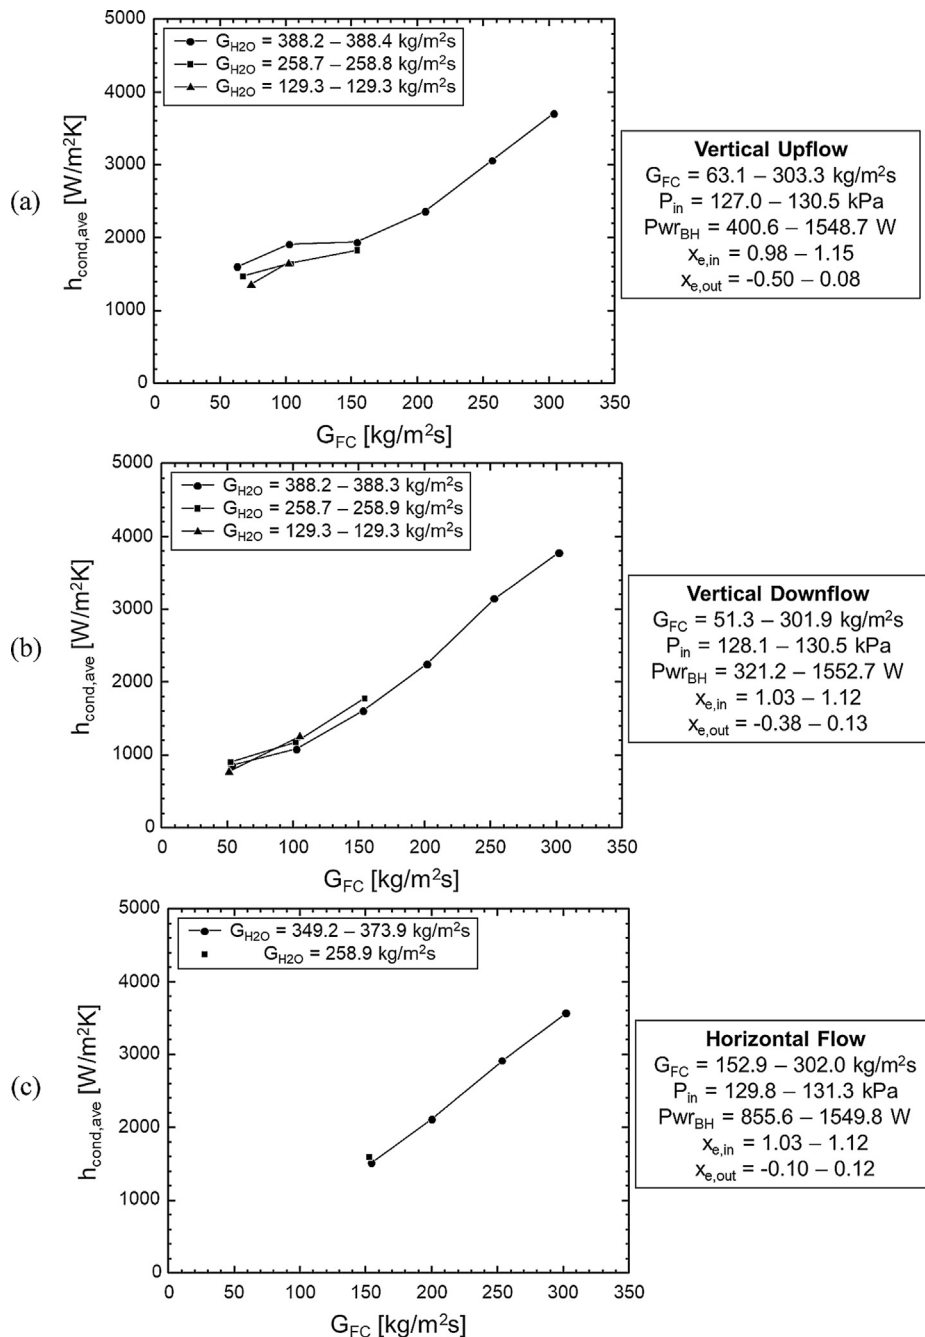 (a)
h_cond,ave [W/m²K]
5000
4000
3000
2000
1000
0
G_H2O = 388.2 – 388.4 kg/m²s
G_H2O = 258.7 – 258.8 kg/m²s
G_H2O = 129.3 – 129.3 kg/m²s
0 50 100 150 200 250 300 350
G_FC [kg/m²s]
Vertical Upflow
G_FC = 63.1 – 303.3 kg/m²s
P_in = 127.0 – 130.5 kPa
Pwr_BH = 400.6 – 1548.7 W
x_e,in = 0.98 – 1.15
x_e,out = -0.50 – 0.08
(b)
h_cond,ave [W/m²K]
5000
4000
3000
2000
1000
0
G_H2O = 388.2 – 388.3 kg/m²s
G_H2O = 258.7 – 258.9 kg/m²s
G_H2O = 129.3 – 129.3 kg/m²s
0 50 100 150 200 250 300 350
G_FC [kg/m²s]
Vertical Downflow
G_FC = 51.3 – 301.9 kg/m²s
P_in = 128.1 – 130.5 kPa
Pwr_BH = 321.2 – 1552.7 W
x_e,in = 1.03 – 1.12
x_e,out = -0.38 – 0.13
(c)
h_cond,ave [W/m²K]
5000
4000
3000
2000
1000
0
G_H2O = 349.2 – 373.9 kg/m²s
G_H2O = 258.9 kg/m²s
0 50 100 150 200 250 300 350
G_FC [kg/m²s]
Horizontal Flow
G_FC = 152.9 – 302.0 kg/m²s
P_in = 129.8 – 131.3 kPa
Pwr_BH = 855.6 – 1549.8 W
x_e,in = 1.03 – 1.12
x_e,out = -0.10 – 0.12